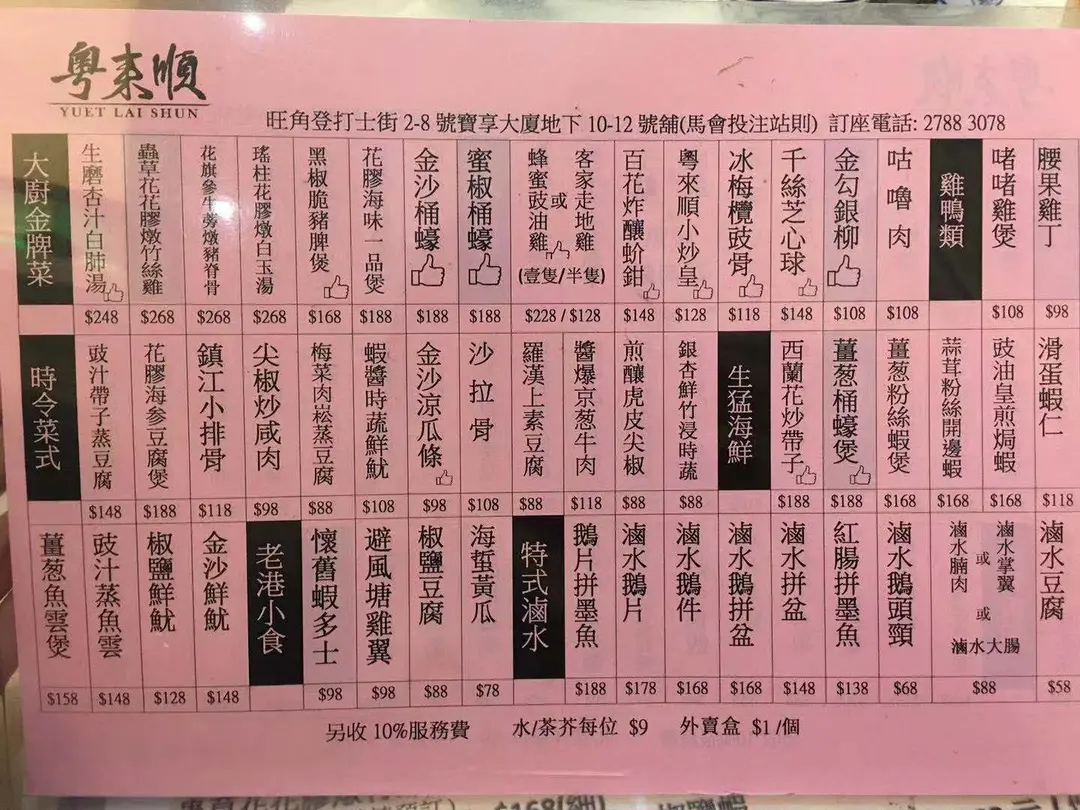 粤来順
YUET LAI SHUN
旺角登打士街 2-8 號寶享大廈地下 10-12 號舖(馬會投注站則) 訂座電話: 2788 3078
大廚金牌菜
生磨杏汁白肺湯
$248
蟲草花花膠燉竹絲雞
$268
花旗參牛蒡燉豬脊骨
$268
瑤柱花膠燉白玉湯
$268
黑椒脆豬脾煲
$168
花膠海味一品煲
$188
金沙桶蠔
$188
蜜椒桶蠔
$188
蜂蜜豉油雞
或
客家走地雞
(壹隻/半隻)
$228 / $128
百花炸釀蚧鉗
$148
粵來順小炒皇
$128
冰梅欖豉骨
$118
千絲芝心球
$148
金勾銀柳
$108
咕嚕肉
$108
雞鴨類
啫啫雞煲
$108
腰果雞丁
$98
時令菜式
豉汁帶子蒸豆腐
$148
花膠海參豆腐煲
$188
鎮江小排骨
$118
尖椒炒咸肉
$98
梅菜肉崧蒸豆腐
$88
蝦醬時蔬鮮魷
$108
金沙涼瓜條
$98
沙拉骨
$108
羅漢上素豆腐
$88
醬爆京葱牛肉
$118
煎釀虎皮尖椒
$88
銀杏鮮竹浸時蔬
$88
生猛海鮮
西蘭花炒帶子
$188
薑葱桶蠔煲
$188
薑葱粉絲蝦煲
$168
蒜茸粉絲開邊蝦
$168
豉油皇煎焗蝦
$168
滑蛋蝦仁
$118
薑葱魚雲煲
$158
豉汁蒸魚雲
$148
椒鹽鮮魷
$128
金沙鮮魷
$148
老港小食
懷舊蝦多士
$98
避風塘雞翼
$98
椒鹽豆腐
$88
海蜇黃瓜
$78
特式滷水
鵝片拼墨魚
$188
滷水鵝片
$178
滷水鵝件
$168
滷水鵝拼盆
$168
滷水拼盆
$148
紅腸拼墨魚
$138
滷水鵝頭頸
$68
滷水腩肉
或
滷水掌翼
或
滷水大腸
$88
滷水豆腐
$58
另收 10%服務費 水/茶芥每位 $9 外賣盒 $1 /個
$168(細)